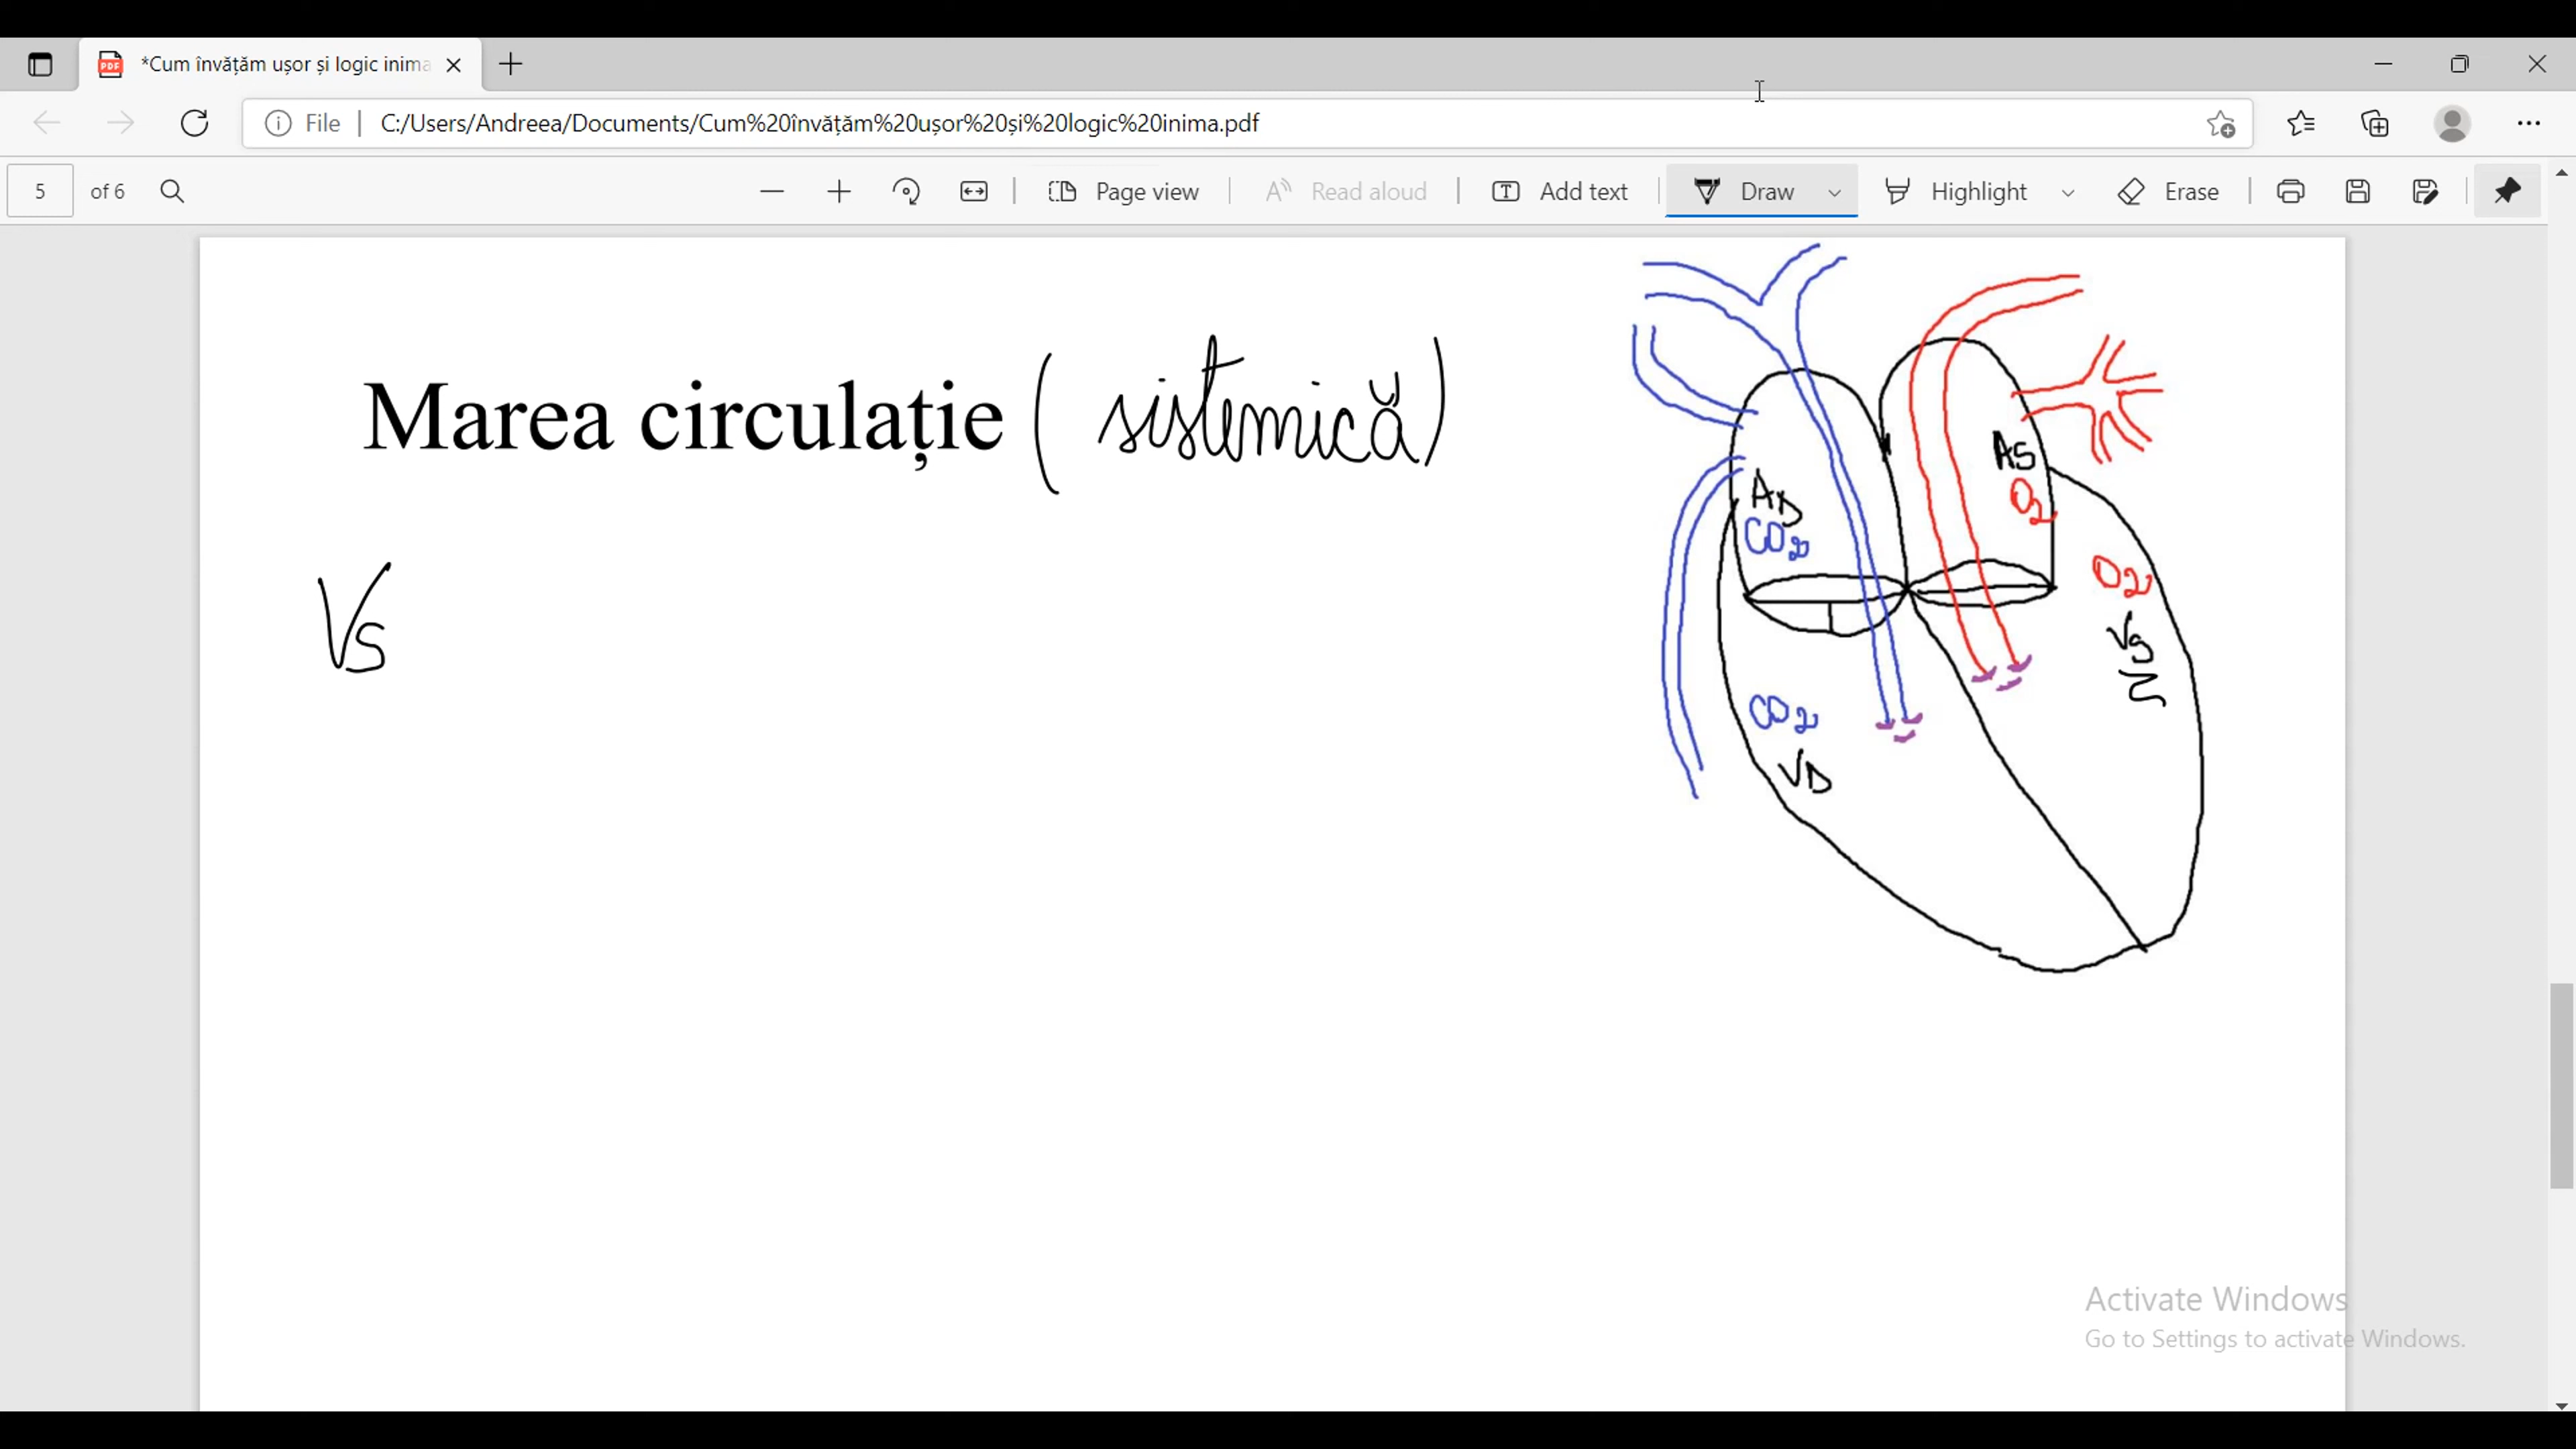 *Cum învățăm ușor și logic inima
File
C:/Users/Andreea/Documents/Cum%20învățăm%20ușor%20și%20logic%20inima.pdf
5 of 6
Page view
Read aloud
Add text
Draw
Highlight
Erase
Marea circulație ( sistemică )
AS
O2
AD
CO2
O2
VS
VS
CO2
VD
Activate Windows
Go to Settings to activate Windows.